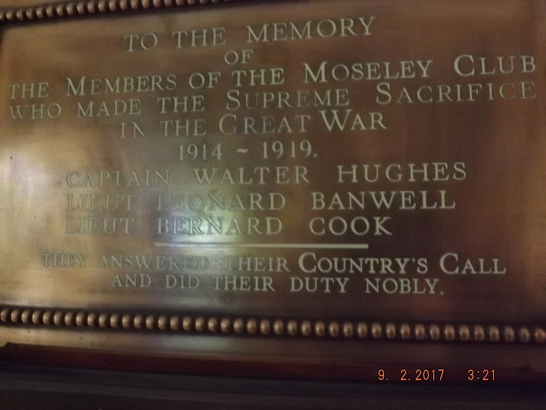 TO THE MEMORY
OF
THE MEMBERS OF THE MOSELEY CLUB
WHO MADE THE SUPREME SACRIFICE
IN THE GREAT WAR
1914 ~ 1919.
CAPTAIN WALTER HUGHES
LIEUT LEONARD BANWELL
LIEUT BERNARD COOK
THEY ANSWERED THEIR COUNTRY'S CALL
AND DID THEIR DUTY NOBLY.
9. 2.2017 3:21